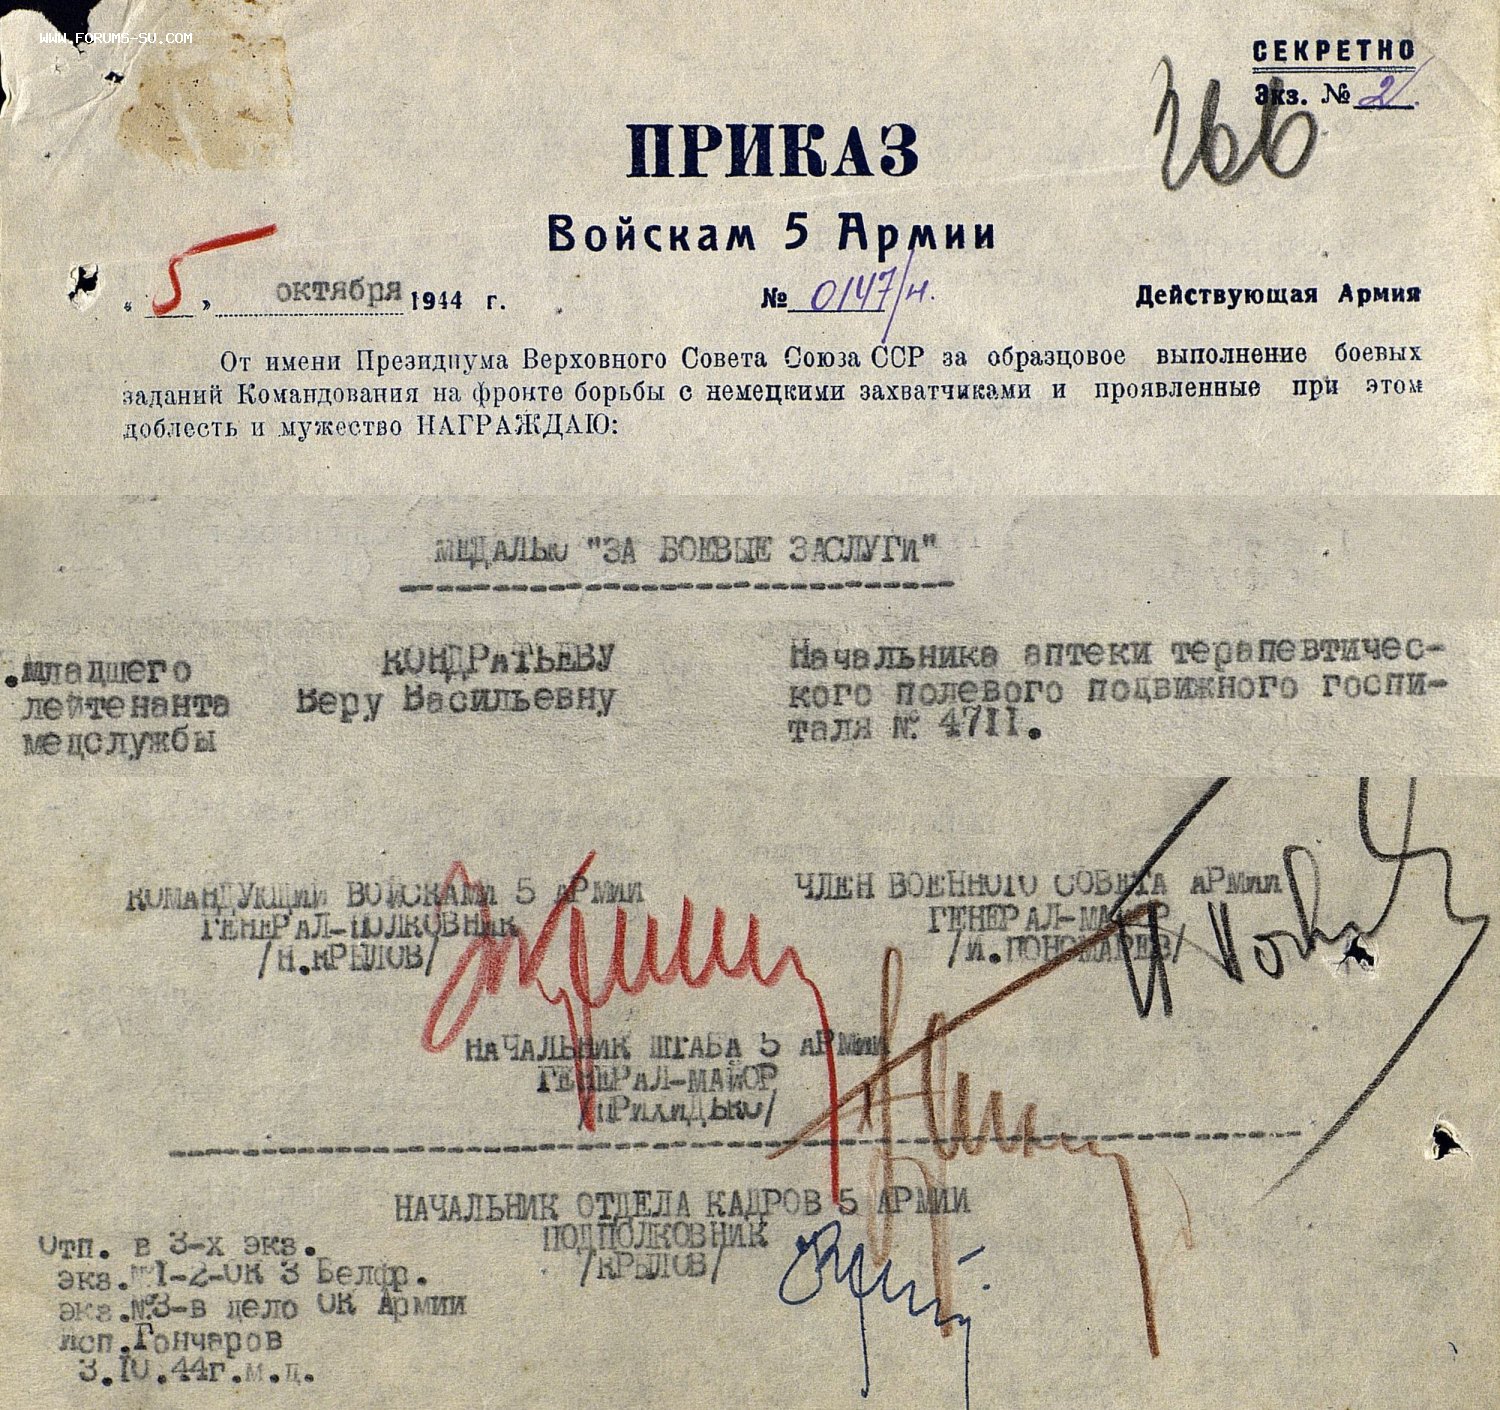 WWW.FORUMS-SU.COM
СЕКРЕТНО
Экз. № 2
366
ПРИКАЗ
Войскам 5 Армии
« 5 » октября 1944 г. № 0147/н. Действующая Армия
От имени Президиума Верховного Совета Союза ССР за образцовое выполнение боевых
заданий Командования на фронте борьбы с немецкими захватчиками и проявленные при этом
доблесть и мужество НАГРАЖДАЮ:
МЕДАЛЬЮ "ЗА БОЕВЫЕ ЗАСЛУГИ"
.младшего КОНДРАТЬЕВУ Начальника аптеки терапевтичес-
лейтенанта Веру Васильевну кого полевого подвижного госпи-
медслужбы таля № 4711.
КОМАНДУЮЩИЙ ВОЙСКАМИ 5 АРМИИ ЧЛЕН ВОЕННОГО СОВЕТА АРМИИ
ГЕНЕРАЛ-ПОЛКОВНИК ГЕНЕРАЛ-МАЙОР
/Н.КРЫЛОВ/ /И.ПОНОМАРЕВ/
НАЧАЛЬНИК ШТАБА 5 АРМИИ
ГЕНЕРАЛ-МАЙОР
/ПРИХИДЬКО/
НАЧАЛЬНИК ОТДЕЛА КАДРОВ 5 АРМИИ
ПОДПОЛКОВНИК
/КРЫЛОВ/
Отп. в 3-х экз.
экз.№1-2-ОК 3 Белфр.
экз.№3-в дело ОК Армии
исп.Гончаров
3.10.44г.м.ц.